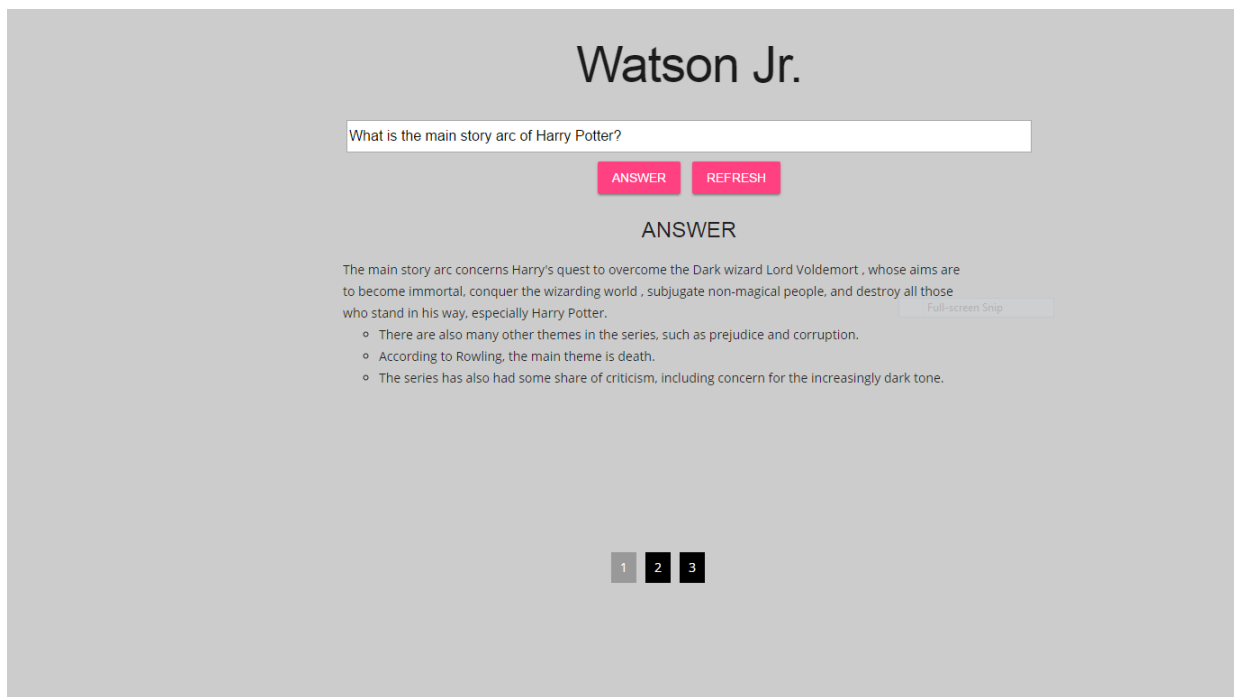 Watson Jr.
What is the main story arc of Harry Potter?
ANSWER REFRESH
ANSWER
The main story arc concerns Harry's quest to overcome the Dark wizard Lord Voldemort , whose aims are
to become immortal, conquer the wizarding world , subjugate non-magical people, and destroy all those
Full-screen Snip
who stand in his way, especially Harry Potter.
There are also many other themes in the series, such as prejudice and corruption.
According to Rowling, the main theme is death.
The series has also had some share of criticism, including concern for the increasingly dark tone.
1 2 3